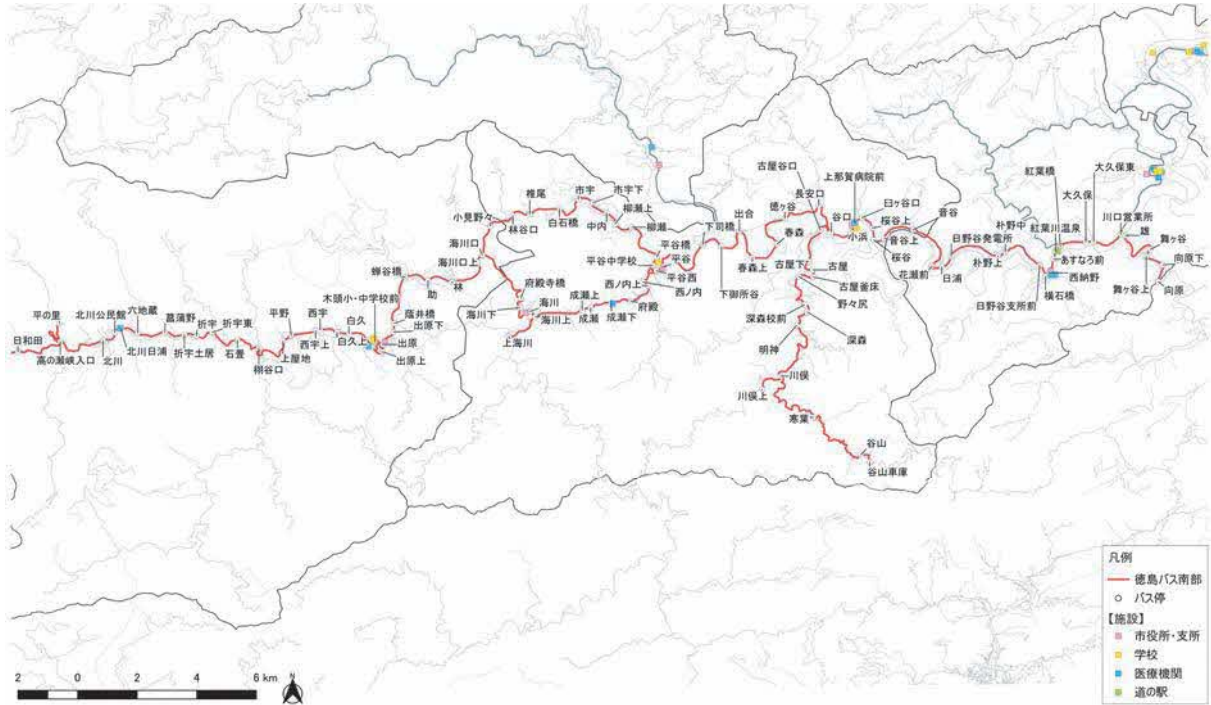 大久保東
紅葉橋
大久保
古屋谷口
上那賀病院前
椎尾
市宇
市宇下
長安口
臼ヶ谷口
徳ヶ谷
谷口
桜谷上
音谷
朴野中
紅葉川温泉
川口営業所
柳瀬上
小見野々
林谷口
白石橋
中内
柳瀬
下司橋
出合
春森
小浜
音谷上
日野谷発電所
あすなろ前
雄
舞ヶ谷
海川口
平谷橋
平谷
桜谷
海川口上
平谷中学校
春森上
古屋下
古屋
朴野上
西納野
向原下
蝉谷橋
平谷西
花瀬前
日浦
西ノ内上
西ノ内
下御所谷
古屋釜床
日野谷支所前
横石橋
舞ヶ谷上
向原
木頭小・中学校前
助
林
府殿寺橋
海川
成瀬上
府殿
野々尻
六地蔵
平の里
北川公民館
菖蒲野
折宇
折宇東
平野
西宇
白久
蔭井橋
出原下
海川下
海川上
成瀬
成瀬下
深森校前
深森
日和田
高の瀬峡入口
北川
北川日浦
折宇土居
石畳
栩谷口
上屋地
西宇上
白久上
出原
出原上
上海川
明神
川俣
川俣上
寒葉
谷山
谷山車庫
凡例
徳島バス南部
バス停
【施設】
市役所・支所
学校
医療機関
道の駅
2 0 2 4 6 km
N